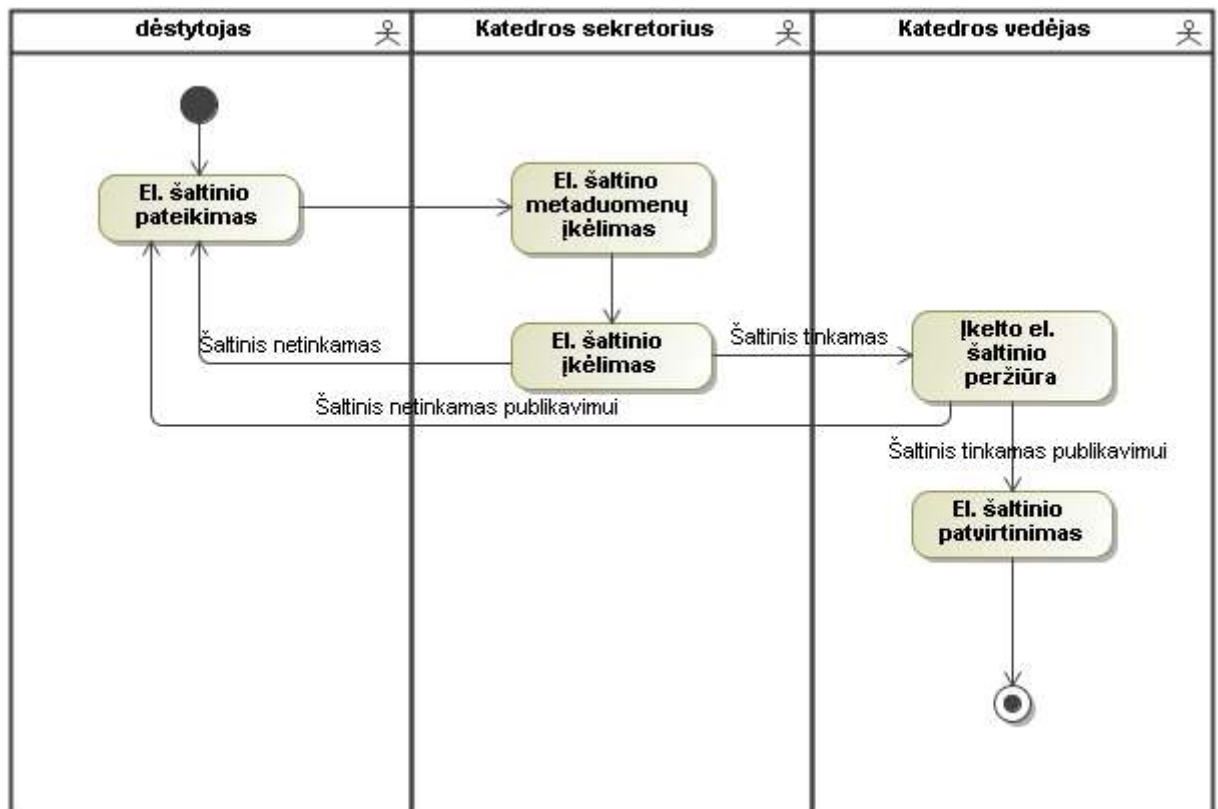 dėstytojas
Katedros sekretorius
Katedros vedėjas
El. šaltinio
pateikimas
El. šaltino
metaduomenų
įkėlimas
Šaltinis netinkamas
El. šaltinio
įkėlimas
Šaltinis tinkamas
Įkelto el.
šaltinio
peržiūra
Šaltinis netinkamas publikavimui
Šaltinis tinkamas publikavimui
El. šaltinio
patvirtinimas